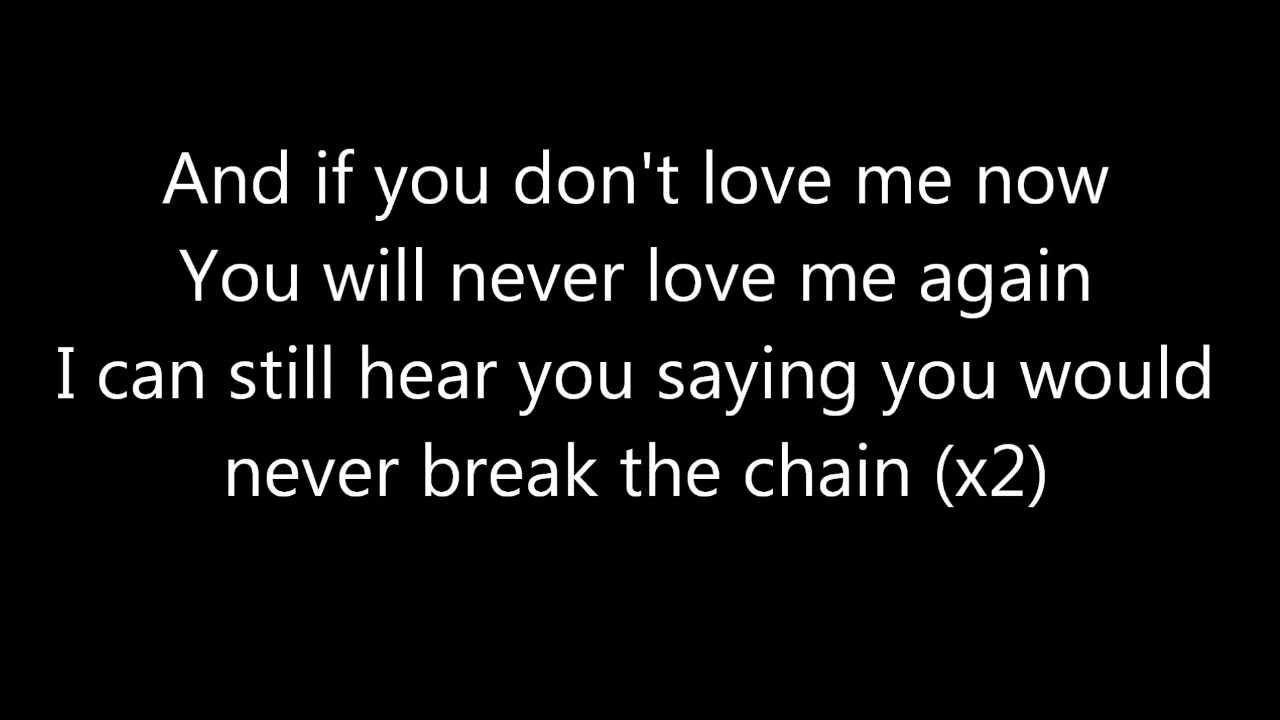 And if you don't love me now
You will never love me again
I can still hear you saying you would
never break the chain (x2)